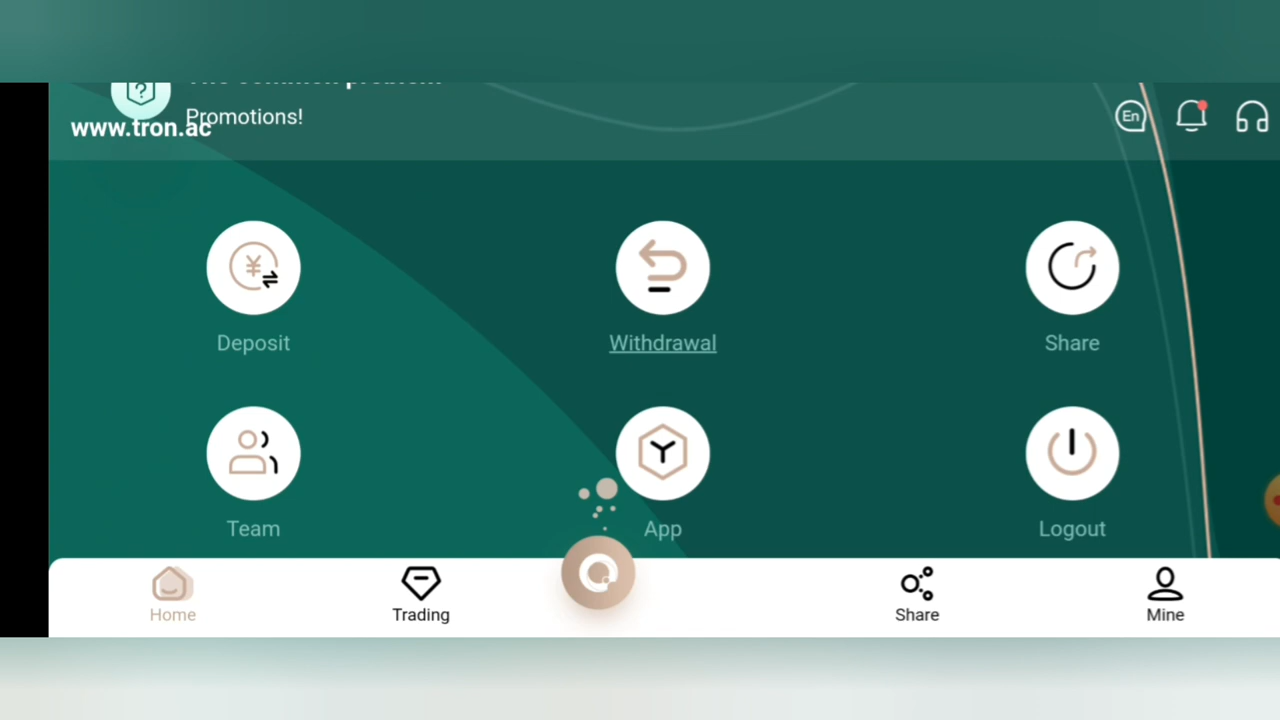 Promotions!
www.tron.ac
En
Deposit
Withdrawal
Share
Team
App
Logout
Home
Trading
Share
Mine